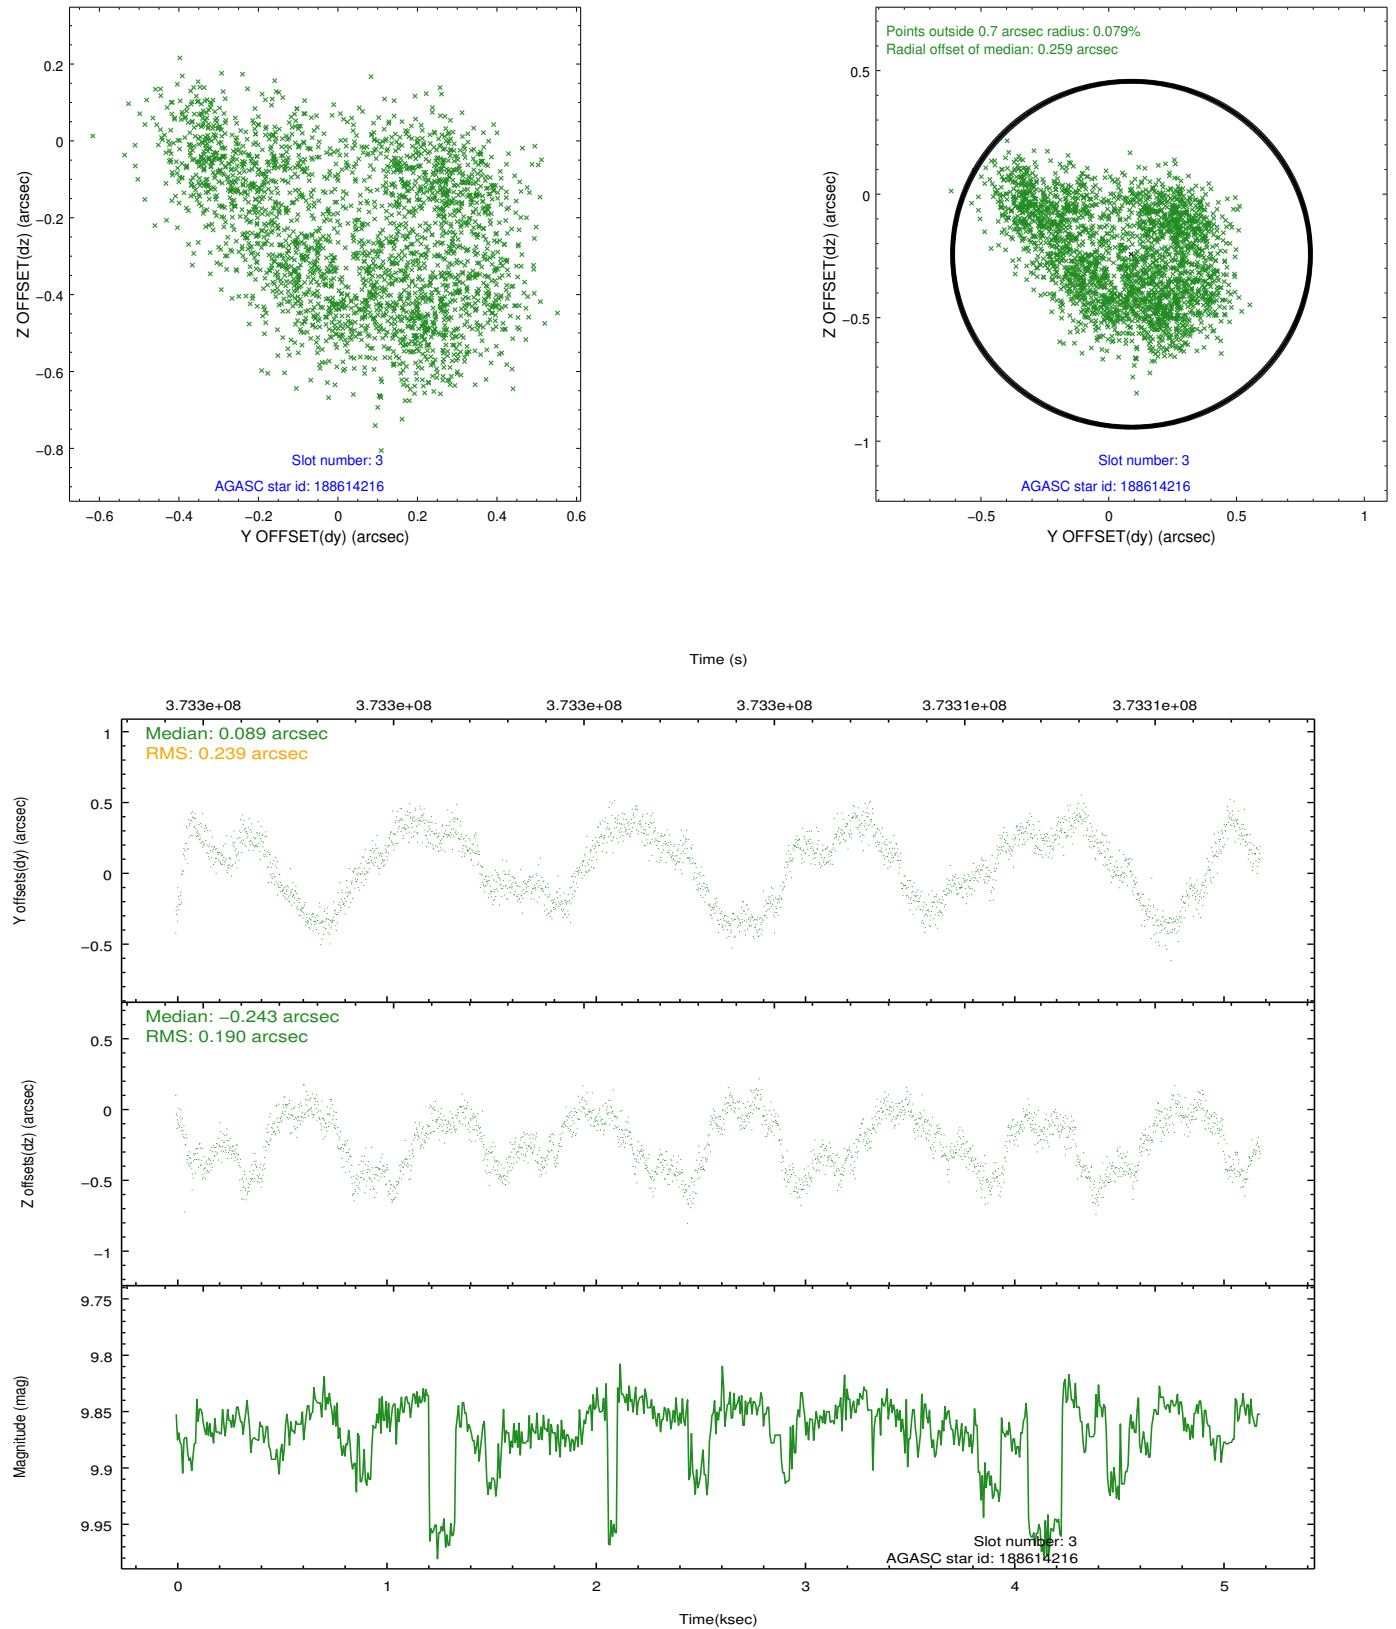 0.2
0
−0.2
−0.4
−0.6
−0.8
Z OFFSET(dz) (arcsec)
Slot number: 3
AGASC star id: 188614216
−0.6 −0.4 −0.2 0 0.2 0.4 0.6
Y OFFSET(dy) (arcsec)
Points outside 0.7 arcsec radius: 0.079%
Radial offset of median: 0.259 arcsec
0.5
0
−0.5
−1
Z OFFSET(dz) (arcsec)
Slot number: 3
AGASC star id: 188614216
−0.5 0 0.5 1
Y OFFSET(dy) (arcsec)
Time (s)
3.733e+08 3.733e+08 3.733e+08 3.733e+08 3.7331e+08 3.7331e+08
Median: 0.089 arcsec
RMS: 0.239 arcsec
1
0.5
0
−0.5
Y offsets(dy) (arcsec)
Median: −0.243 arcsec
RMS: 0.190 arcsec
0.5
0
−0.5
−1
Z offsets(dz) (arcsec)
9.75
9.8
9.85
9.9
9.95
Magnitude (mag)
Slot number: 3
AGASC star id: 188614216
0 1 2 3 4 5
Time(ksec)